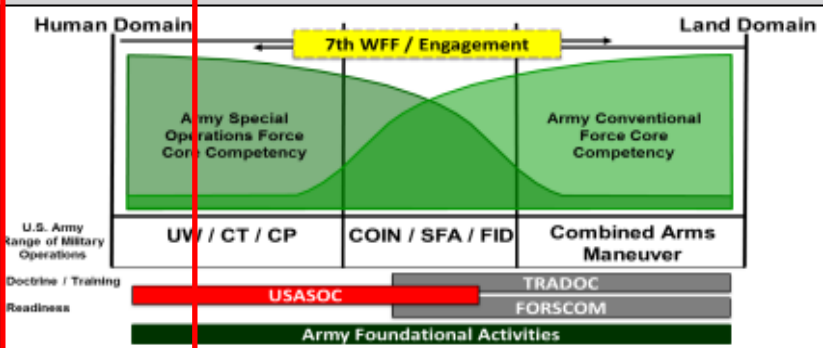 Human Domain
Land Domain
7th WFF / Engagement
Army Special
Operations Force
Core Competency
Army Conventional
Force Core
Competency
U.S. Army
Range of Military
Operations
UW / CT / CP
COIN / SFA / FID
Combined Arms
Maneuver
Doctrine / Training
TRADOC
USASOC
Readiness
FORSCOM
Army Foundational Activities